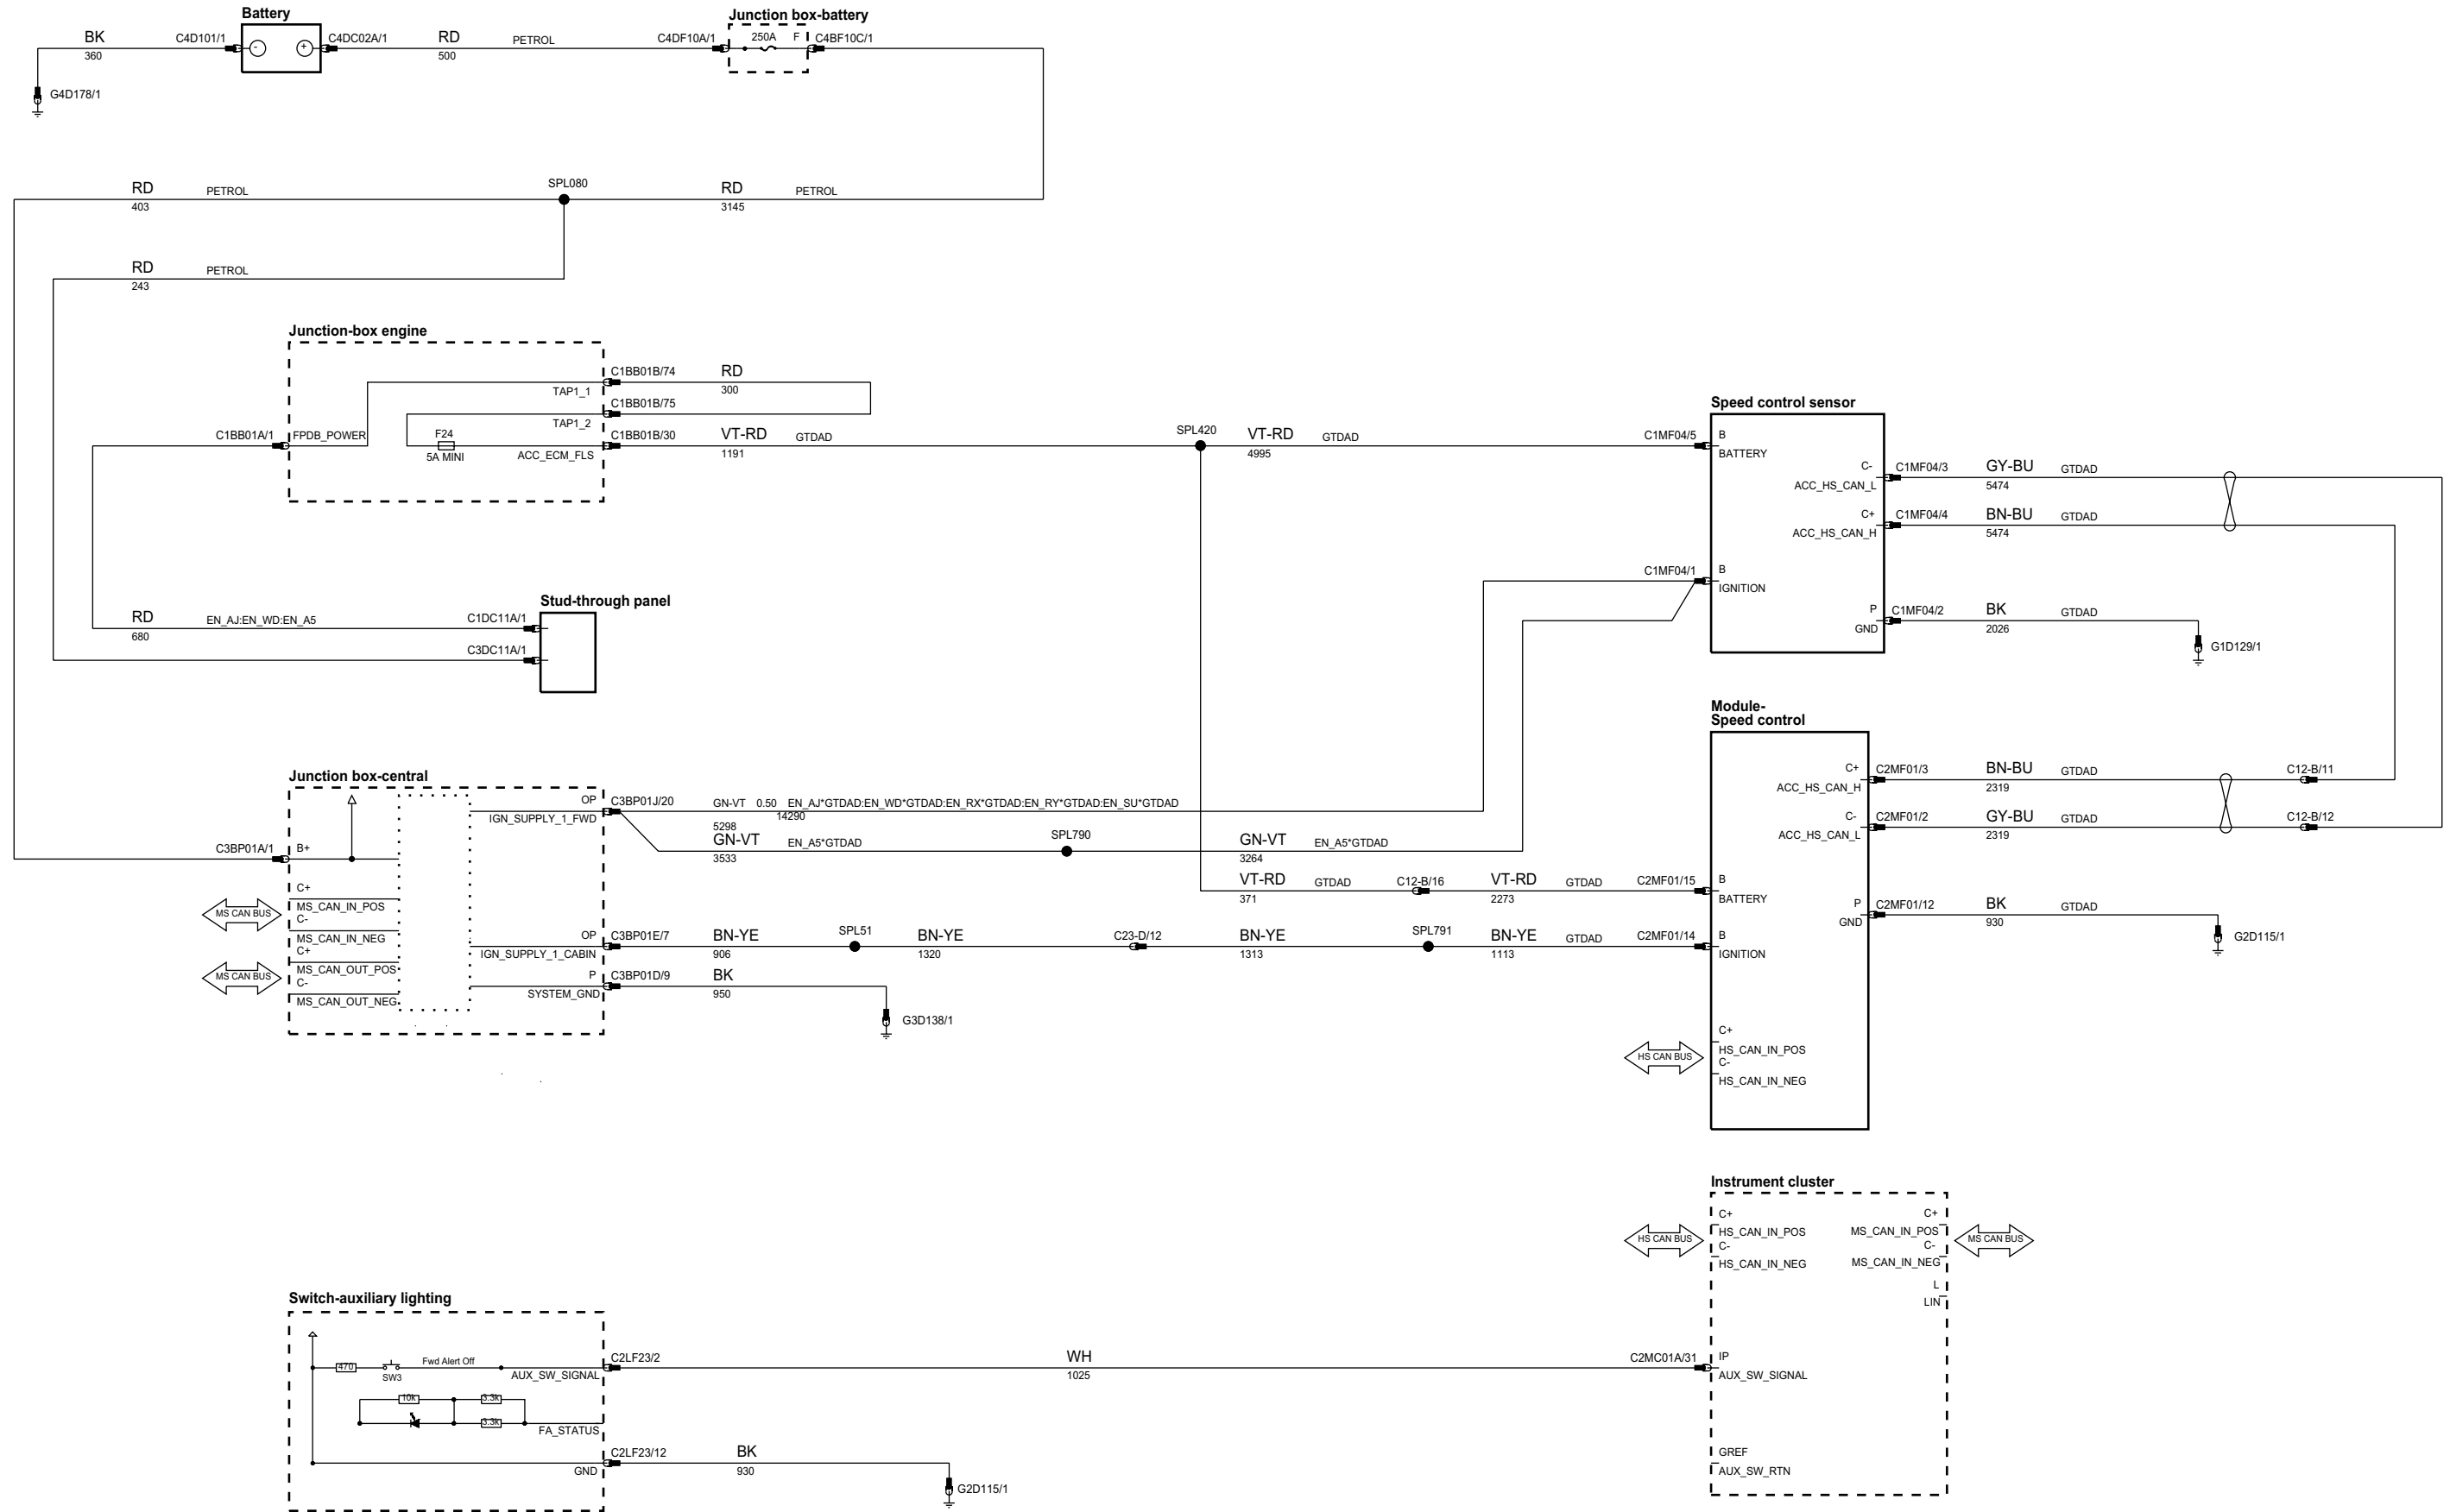 Battery
Junction box-battery
BK
360
C4D101/1
-
+
C4DC02A/1
RD
500
PETROL
C4DF10A/1
250A
F
C4BF10C/1
G4D178/1
RD
403
PETROL
SPL080
RD
3145
PETROL
RD
243
PETROL
Junction-box engine
C1BB01B/74
RD
300
TAP1_1
C1BB01B/75
TAP1_2
C1BB01A/1
FPDB_POWER
F24
5A MINI
C1BB01B/30
ACC_ECM_FLS
VT-RD
1191
GTDAD
SPL420
VT-RD
4995
GTDAD
Speed control sensor
C1MF04/5
B
BATTERY
C-
ACC_HS_CAN_L
C1MF04/3
GY-BU
5474
GTDAD
C+
ACC_HS_CAN_H
C1MF04/4
BN-BU
5474
GTDAD
C1MF04/1
B
IGNITION
P
GND
C1MF04/2
BK
2026
GTDAD
G1D129/1
Stud-through panel
RD
680
EN_AJ:EN_WD:EN_A5
C1DC11A/1
C3DC11A/1
Module-
Speed control
C+
ACC_HS_CAN_H
C2MF01/3
BN-BU
2319
GTDAD
C12-B/11
C-
ACC_HS_CAN_L
C2MF01/2
GY-BU
2319
GTDAD
C12-B/12
Junction box-central
OP
IGN_SUPPLY_1_FWD
C3BP01J/20
GN-VT 0.50 EN_AJ*GTDAD:EN_WD*GTDAD:EN_RX*GTDAD:EN_RY*GTDAD:EN_SU*GTDAD
14290
5298
GN-VT
3533
EN_A5*GTDAD
SPL790
GN-VT
3264
EN_A5*GTDAD
C3BP01A/1
B+
VT-RD
371
GTDAD
C12-B/16
VT-RD
2273
GTDAD
C2MF01/15
B
BATTERY
P
GND
C2MF01/12
BK
930
GTDAD
G2D115/1
MS CAN BUS
C+
MS_CAN_IN_POS
C-
MS_CAN_IN_NEG
MS CAN BUS
C+
MS_CAN_OUT_POS
C-
MS_CAN_OUT_NEG
OP
IGN_SUPPLY_1_CABIN
C3BP01E/7
BN-YE
906
SPL51
BN-YE
1320
C23-D/12
BN-YE
1313
SPL791
BN-YE
1113
GTDAD
C2MF01/14
B
IGNITION
P
SYSTEM_GND
C3BP01D/9
BK
950
G3D138/1
HS CAN BUS
C+
HS_CAN_IN_POS
C-
HS_CAN_IN_NEG
Instrument cluster
HS CAN BUS
C+
HS_CAN_IN_POS
C-
HS_CAN_IN_NEG
C+
MS_CAN_IN_POS
C-
MS_CAN_IN_NEG
MS CAN BUS
L
LIN
Switch-auxiliary lighting
470
SW3
Fwd Alert Off
AUX_SW_SIGNAL
C2LF23/2
WH
1025
C2MC01A/31
IP
AUX_SW_SIGNAL
10k
3.3k
3.3k
FA_STATUS
C2LF23/12
GND
BK
930
G2D115/1
GREF
AUX_SW_RTN